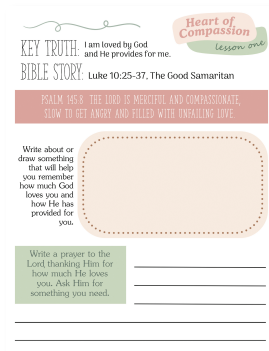 Heart of
Compassion
lesson one
KEY TRUTH: I am loved by God
and He provides for me.
BIBLE STORY: Luke 10:25-37, The Good Samaritan
PSALM 145:8 THE LORD IS MERCIFUL AND COMPASSIONATE,
SLOW TO GET ANGRY AND FILLED WITH UNFAILING LOVE.
Write about or
draw something
that will help
you remember
how much God
loves you and
how He has
provided for
you.
Write a prayer to the
Lord, thanking Him for
how much He loves
you. Ask Him for
something you need.